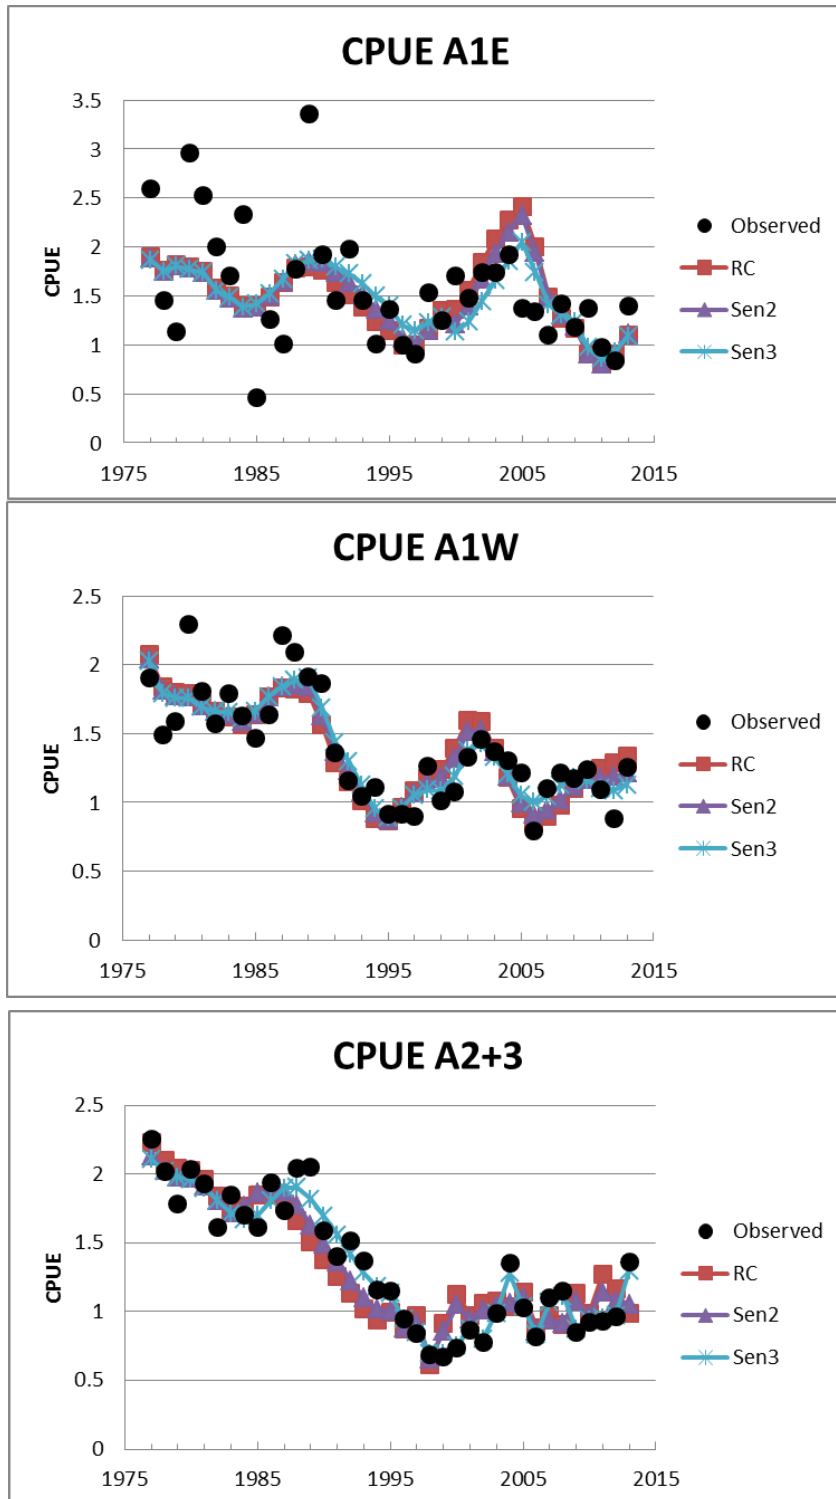 CPUE A1E
3.5
3
2.5
2
1.5
1
0.5
0
CPUE
1975 1985 1995 2005 2015
Observed
RC
Sen2
Sen3
CPUE A1W
2.5
2
1.5
1
0.5
0
CPUE
1975 1985 1995 2005 2015
Observed
RC
Sen2
Sen3
CPUE A2+3
2.5
2
1.5
1
0.5
0
CPUE
1975 1985 1995 2005 2015
Observed
RC
Sen2
Sen3